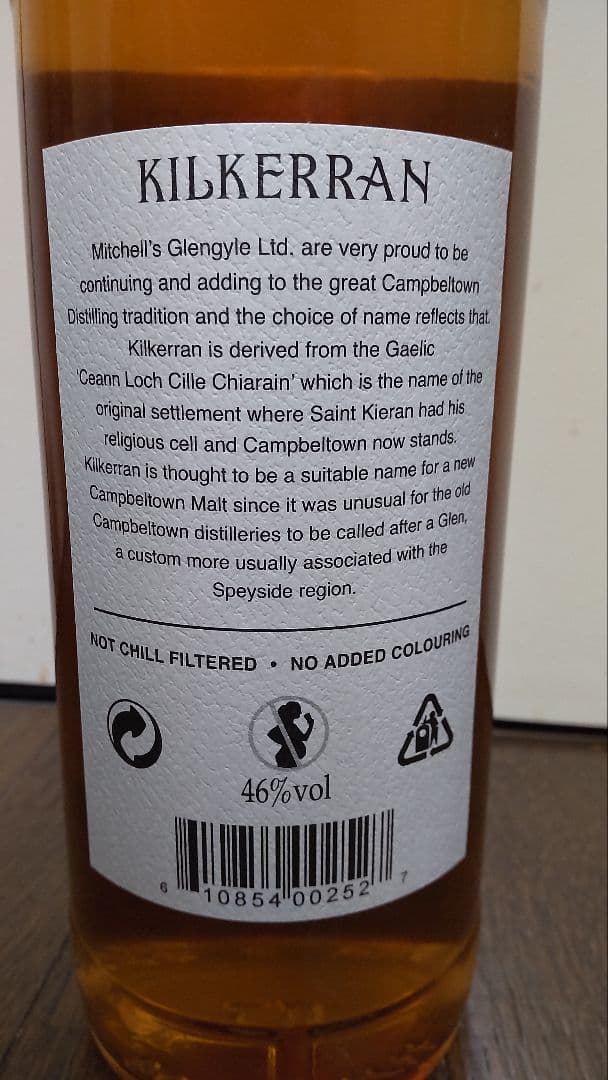 KILKERRAN
Mitchell's Glengyle Ltd. are very proud to be
continuing and adding to the great Campbeltown
Distilling tradition and the choice of name reflects that.
Kilkerran is derived from the Gaelic
'Ceann Loch Cille Chiarain' which is the name of the
original settlement where Saint Kieran had his
religious cell and Campbeltown now stands.
Kilkerran is thought to be a suitable name for a new
Campbeltown Malt since it was unusual for the old
Campbeltown distilleries to be called after a Glen,
a custom more usually associated with the
Speyside region.
NOT CHILL FILTERED • NO ADDED COLOURING
46%vol
6 10854 00252 7